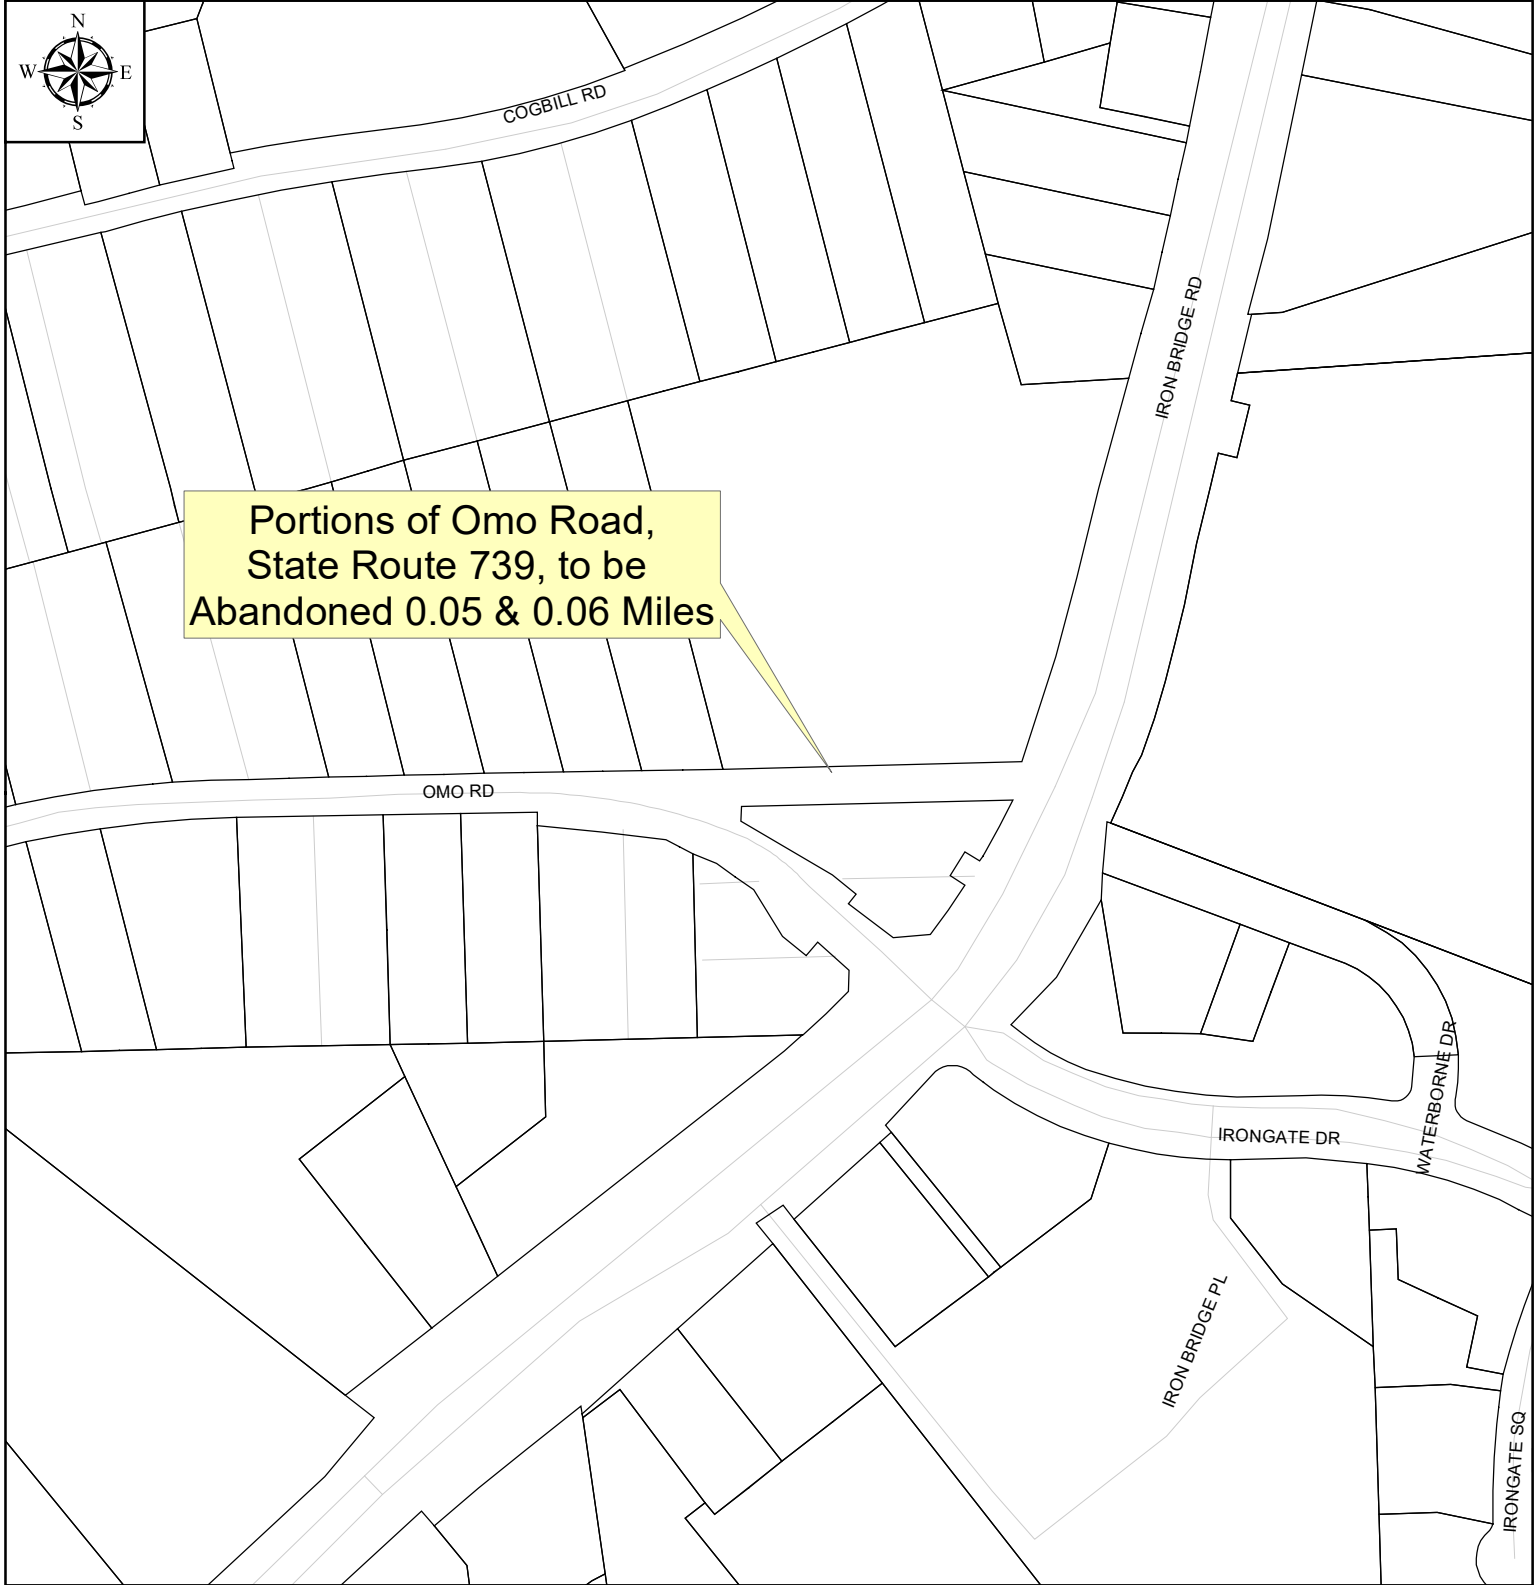 N
W E
S
COGBILL RD
IRON BRIDGE RD
Portions of Omo Road,
State Route 739, to be
Abandoned 0.05 & 0.06 Miles
OMO RD
WATERBORNE DR
IRONGATE DR
IRON BRIDGE PL
IRONGATE SQ